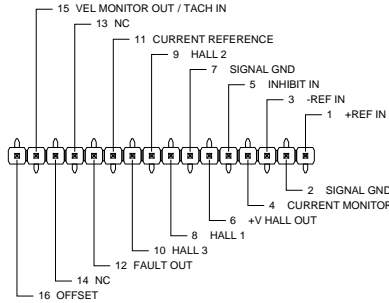 15 VEL MONITOR OUT / TACH IN
13 NC
11 CURRENT REFERENCE
9 HALL 2
7 SIGNAL GND
5 INHIBIT IN
3 -REF IN
1 +REF IN
2 SIGNAL GND
4 CURRENT MONITOR
6 +V HALL OUT
8 HALL 1
10 HALL 3
12 FAULT OUT
14 NC
16 OFFSET